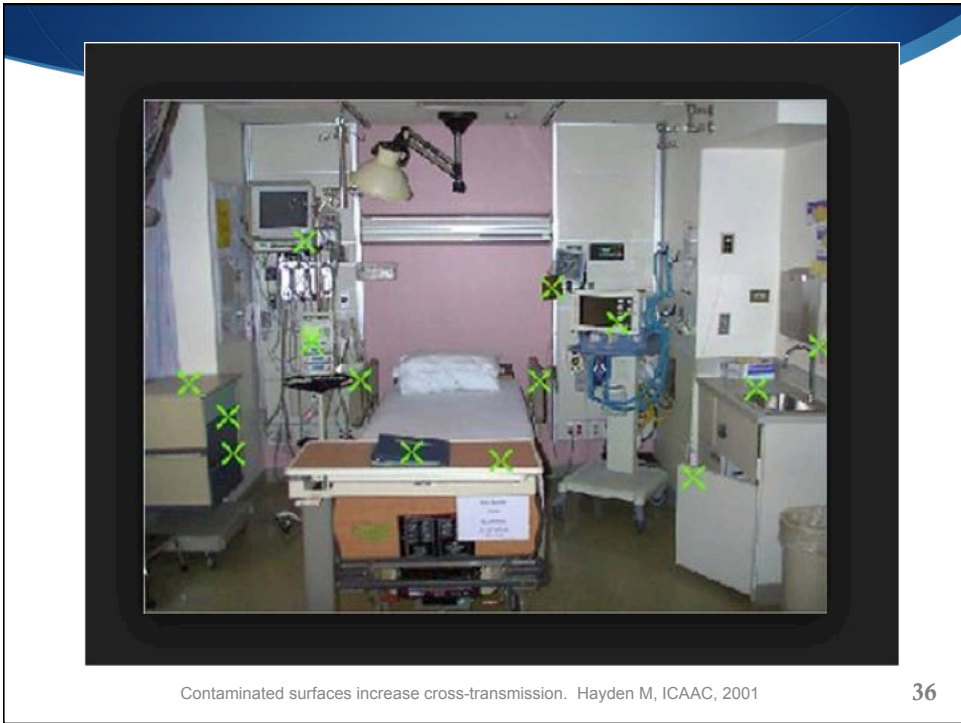 Contaminated surfaces increase cross-transmission. Hayden M, ICAAC, 2001
36